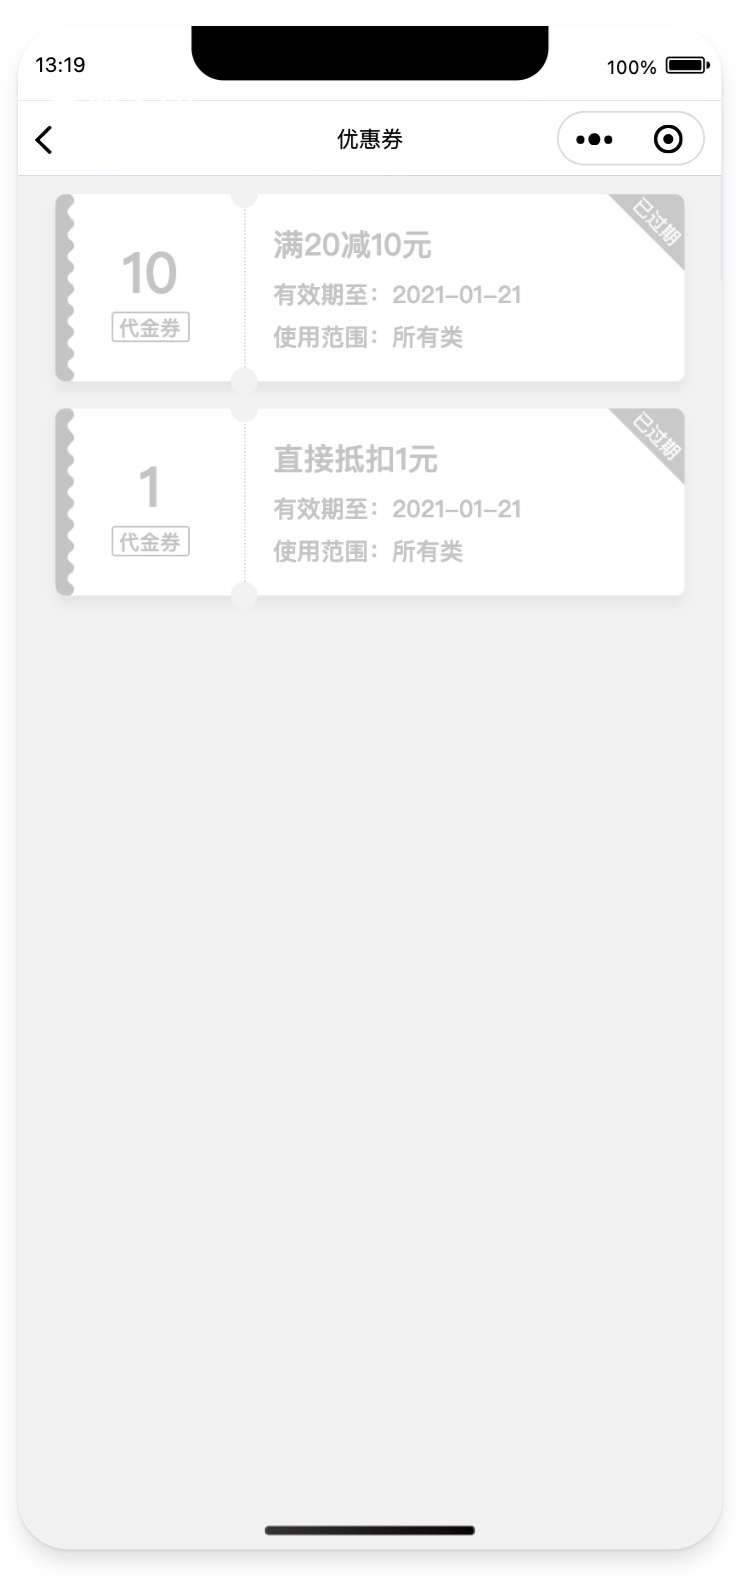 13:19
100%
优惠券
已过期
满20减10元
10
有效期至：2021-01-21
代金券
使用范围：所有类
已过期
直接抵扣1元
1
有效期至：2021-01-21
代金券
使用范围：所有类